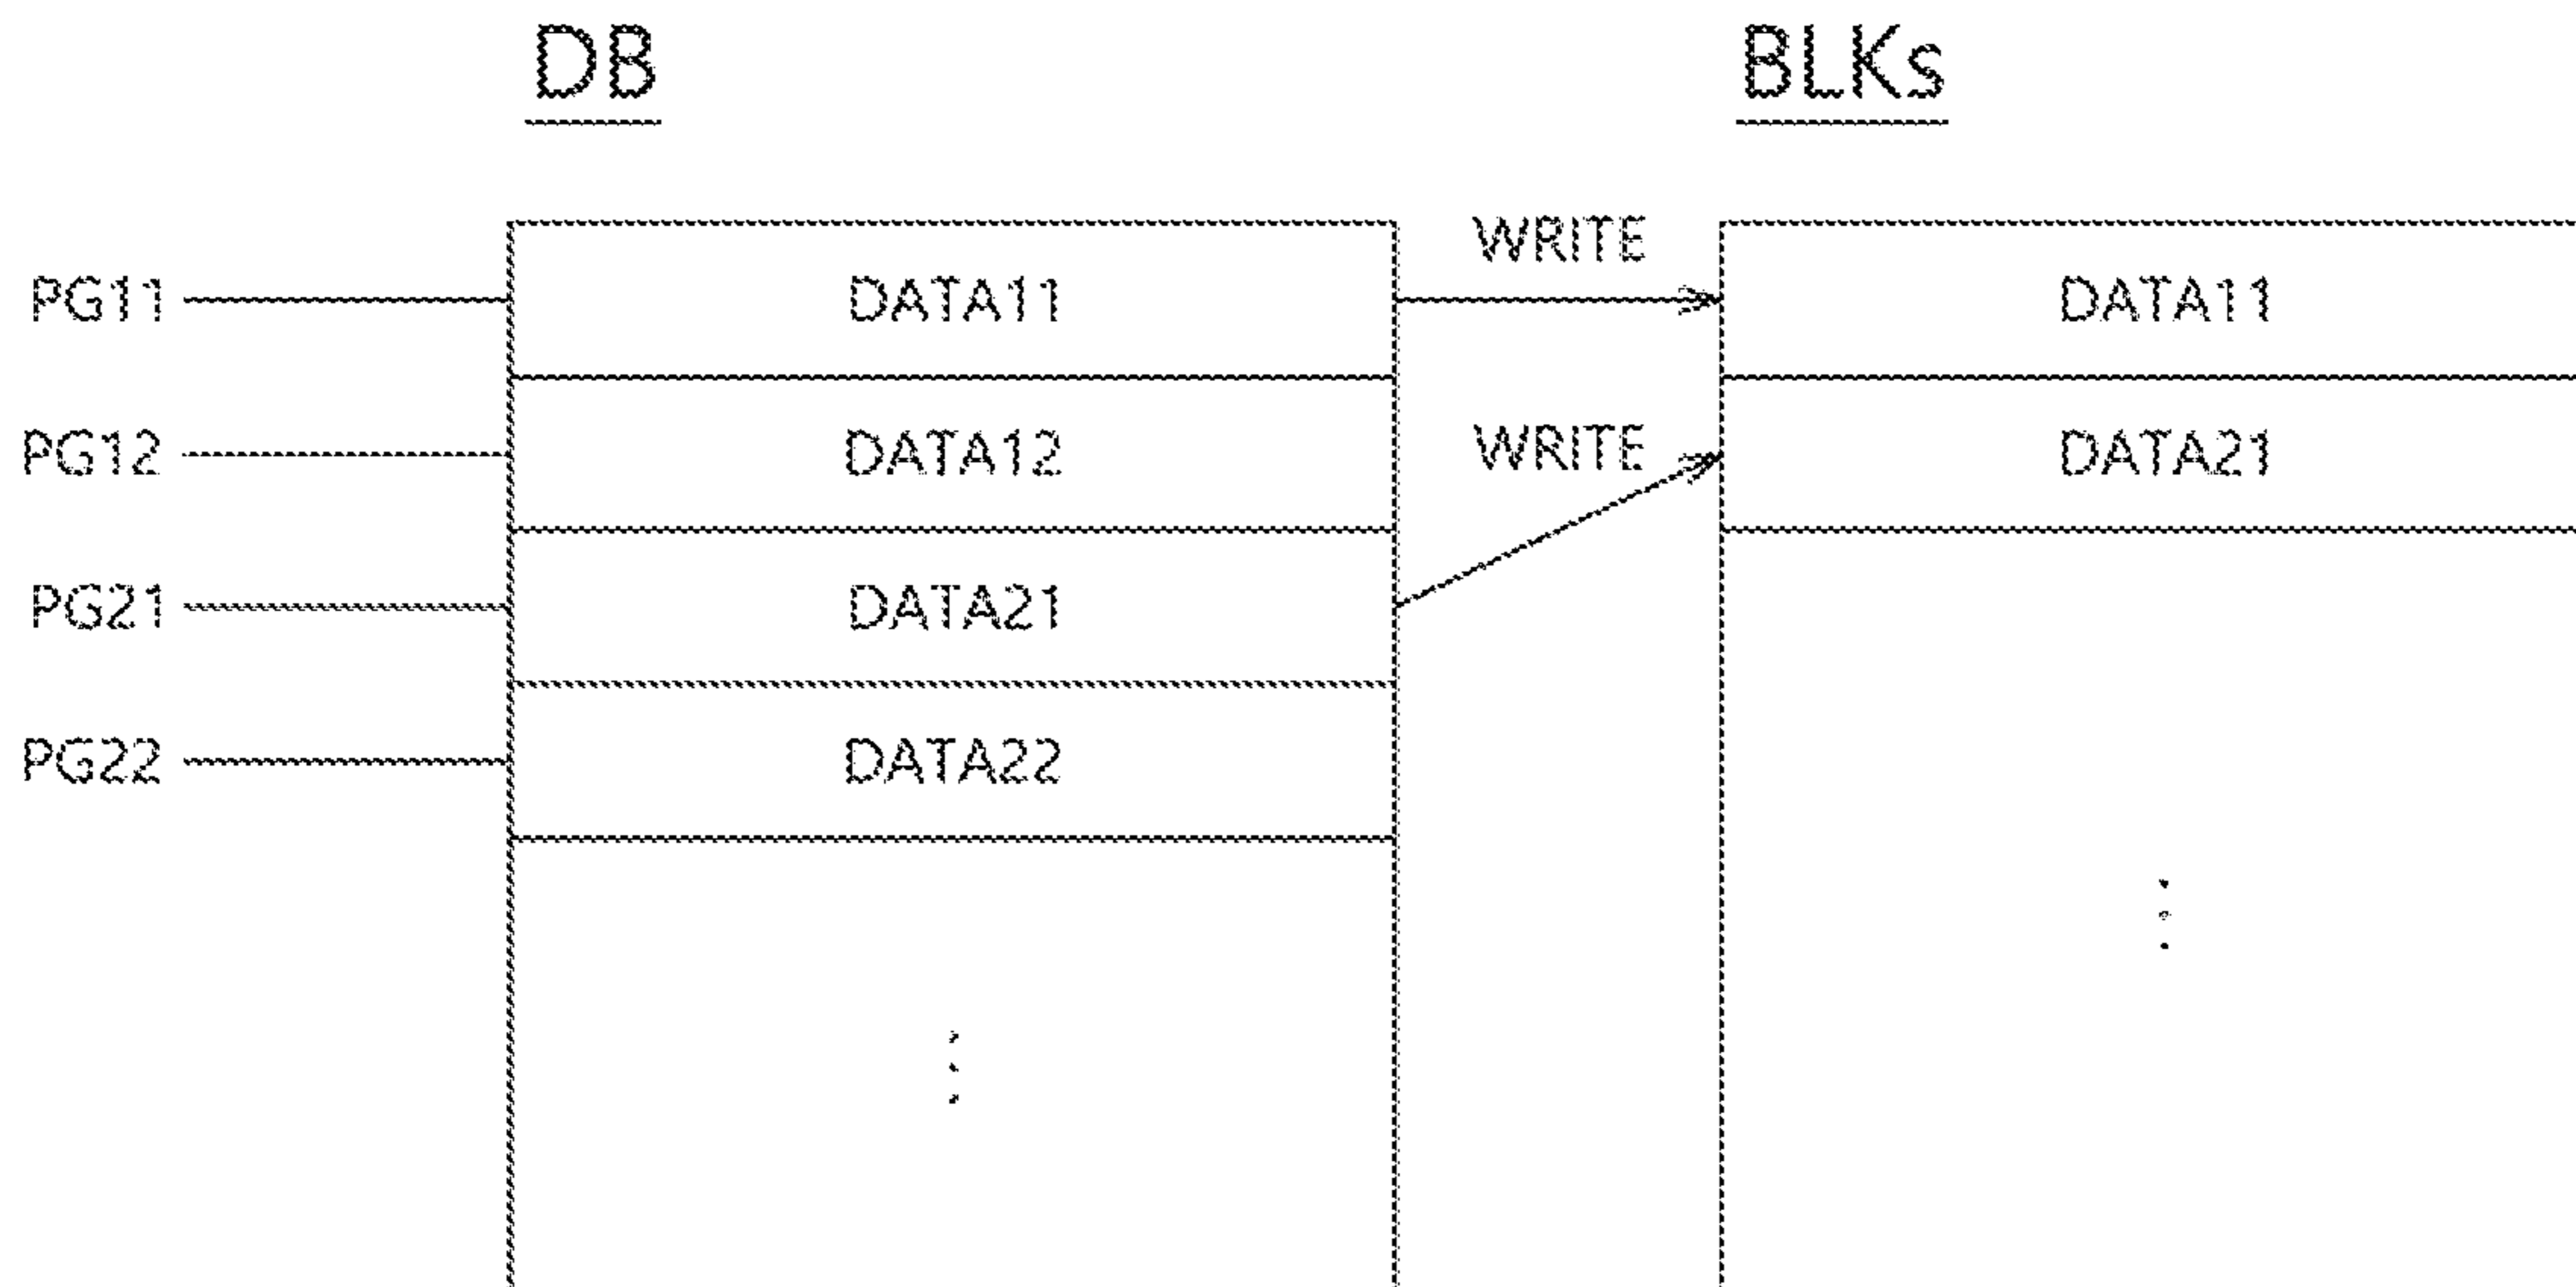 DB BLKs
WRITE
PG11 DATA11 DATA11
PG12 DATA12 WRITE DATA21
PG21 DATA21
PG22 DATA22